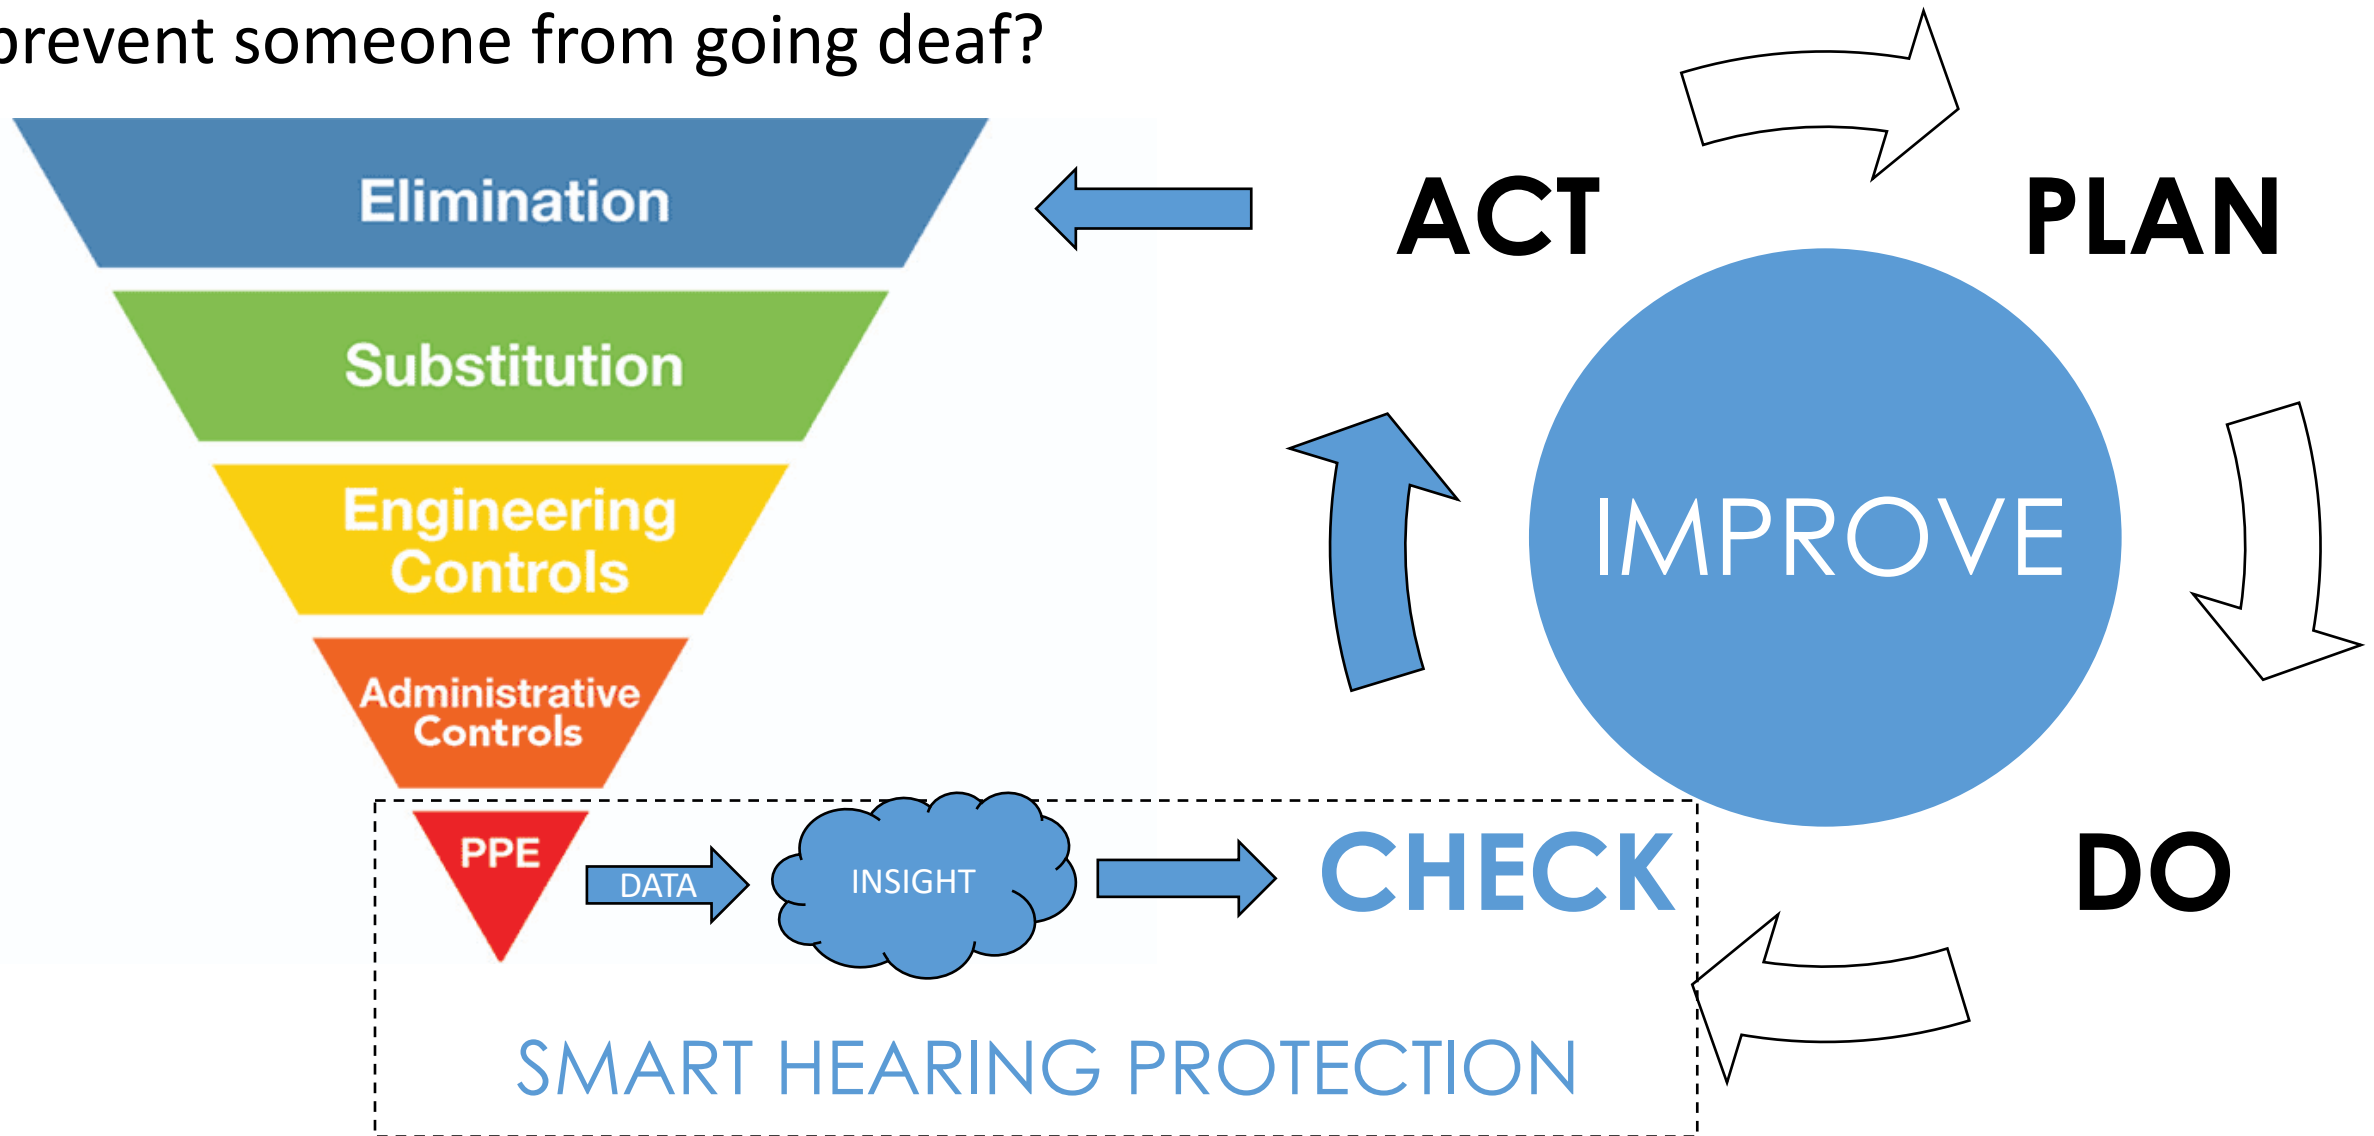 prevent someone from going deaf?
Elimination
Substitution
Engineering
Controls
Administrative
Controls
PPE
DATA
INSIGHT
CHECK
SMART HEARING PROTECTION
ACT
PLAN
IMPROVE
DO